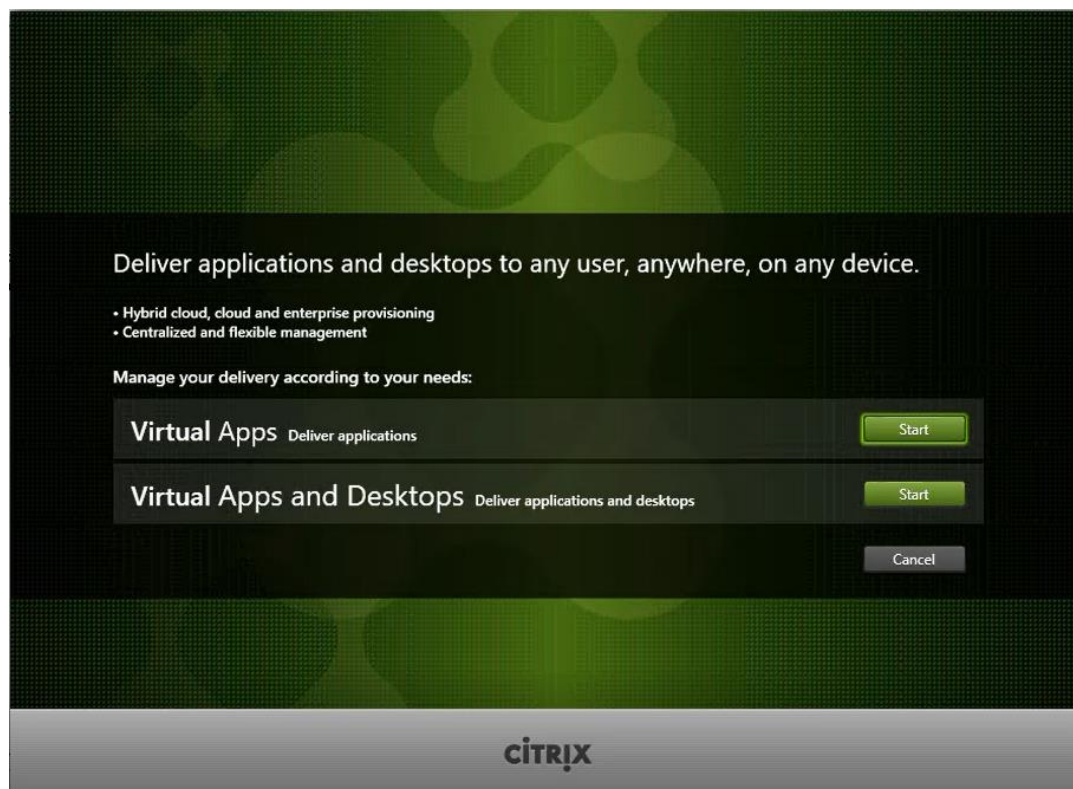 Deliver applications and desktops to any user, anywhere, on any device.
• Hybrid cloud, cloud and enterprise provisioning
• Centralized and flexible management
Manage your delivery according to your needs:
Virtual Apps Deliver applications
Start
Virtual Apps and Desktops Deliver applications and desktops
Start
Cancel
CİTRIX